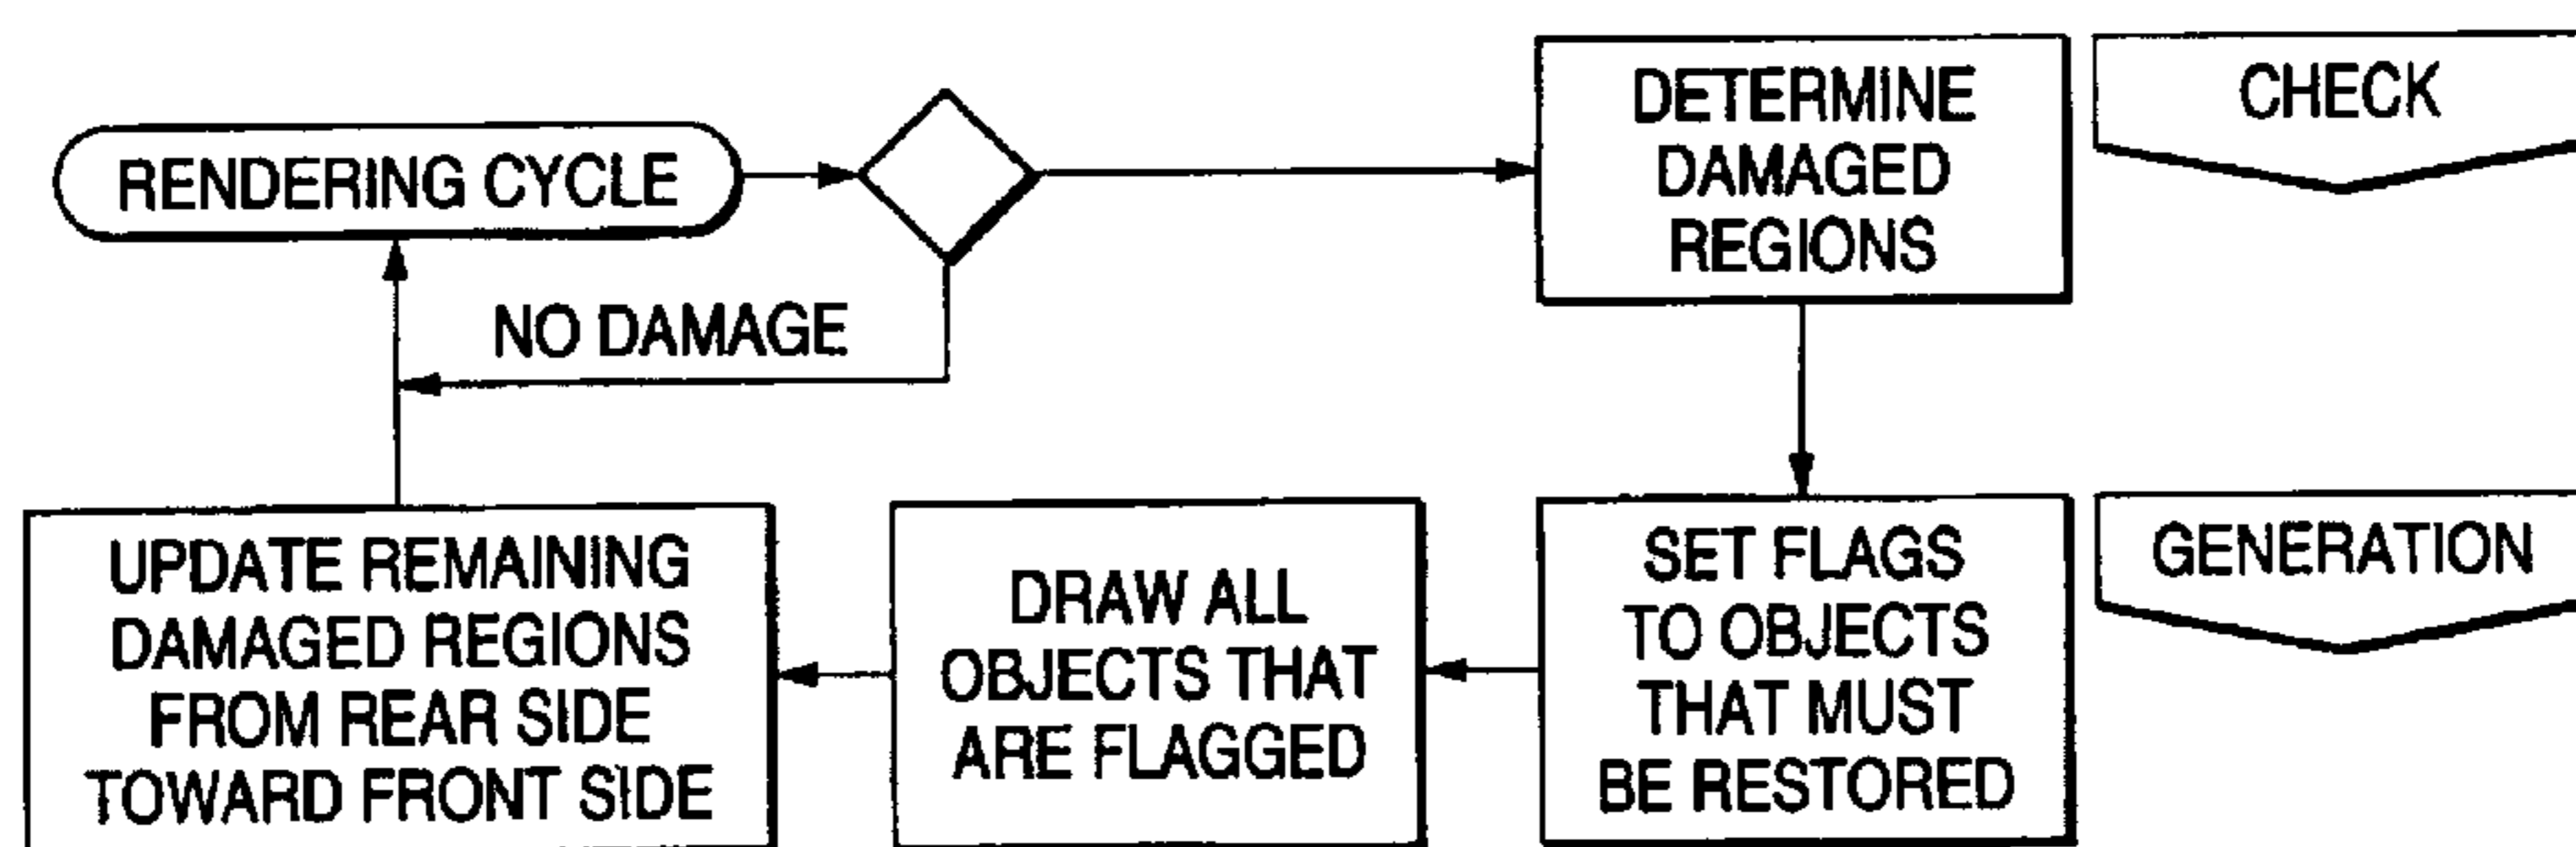 RENDERING CYCLE
NO DAMAGE
DETERMINE
DAMAGED
REGIONS
CHECK
UPDATE REMAINING
DAMAGED REGIONS
FROM REAR SIDE
TOWARD FRONT SIDE
DRAW ALL
OBJECTS THAT
ARE FLAGGED
SET FLAGS
TO OBJECTS
THAT MUST
BE RESTORED
GENERATION